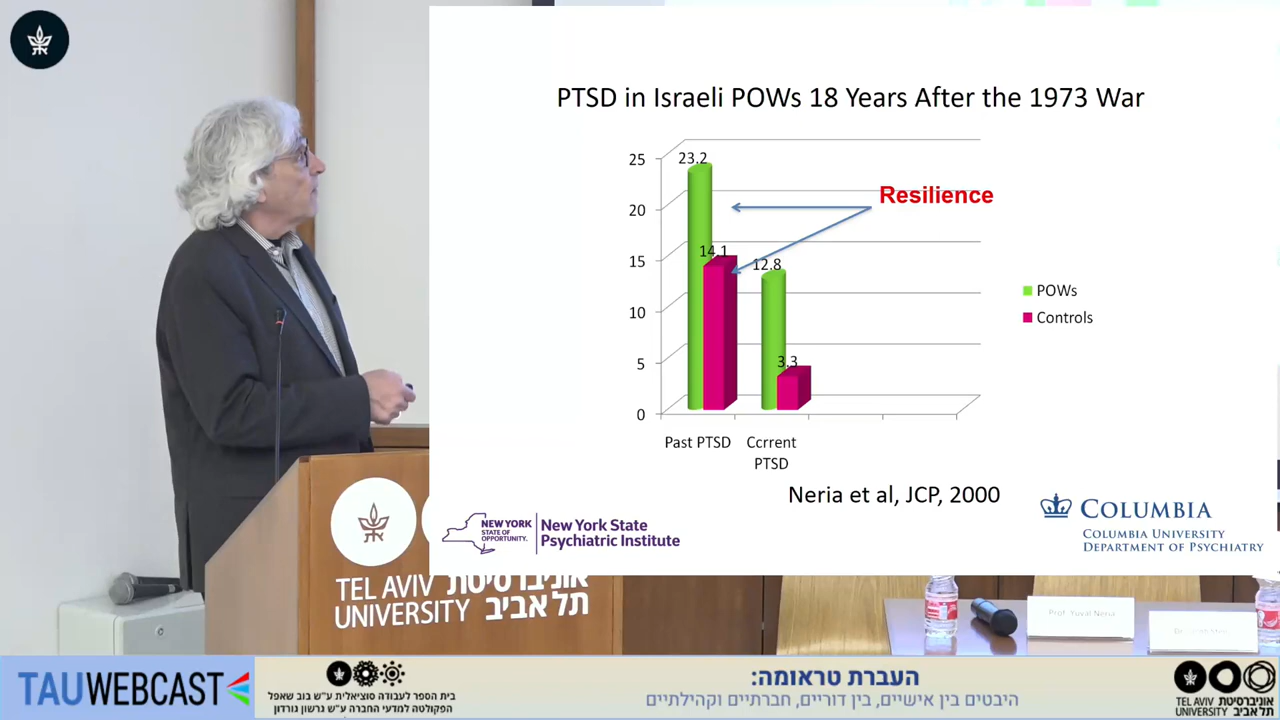 PTSD in Israeli POWs 18 Years After the 1973 War
25
20
15
10
5
0
23.2
14.1
12.8
3.3
Resilience
POWs
Controls
Past PTSD
Ccrrent
PTSD
Neria et al, JCP, 2000
NEW YORK
STATE OF
OPPORTUNITY.
New York State
Psychiatric Institute
COLUMBIA
COLUMBIA UNIVERSITY
DEPARTMENT OF PSYCHIATRY
TEL AVIV אוניברסיטת
UNIVERSITY תל אביב
Prof. Yuval Neria
TAUWEBCAST
בית הספר לעבודה סוציאלית ע"ש בוב שאפל
הפקולטה למדעי החברה ע"ש גרשון גורדון
העברת טראומה:
היבטים בין אישיים, בין דוריים, חברתיים וקהילתיים
TEL AVIV אוניברסיטת
UNIVERSITY תל אביב